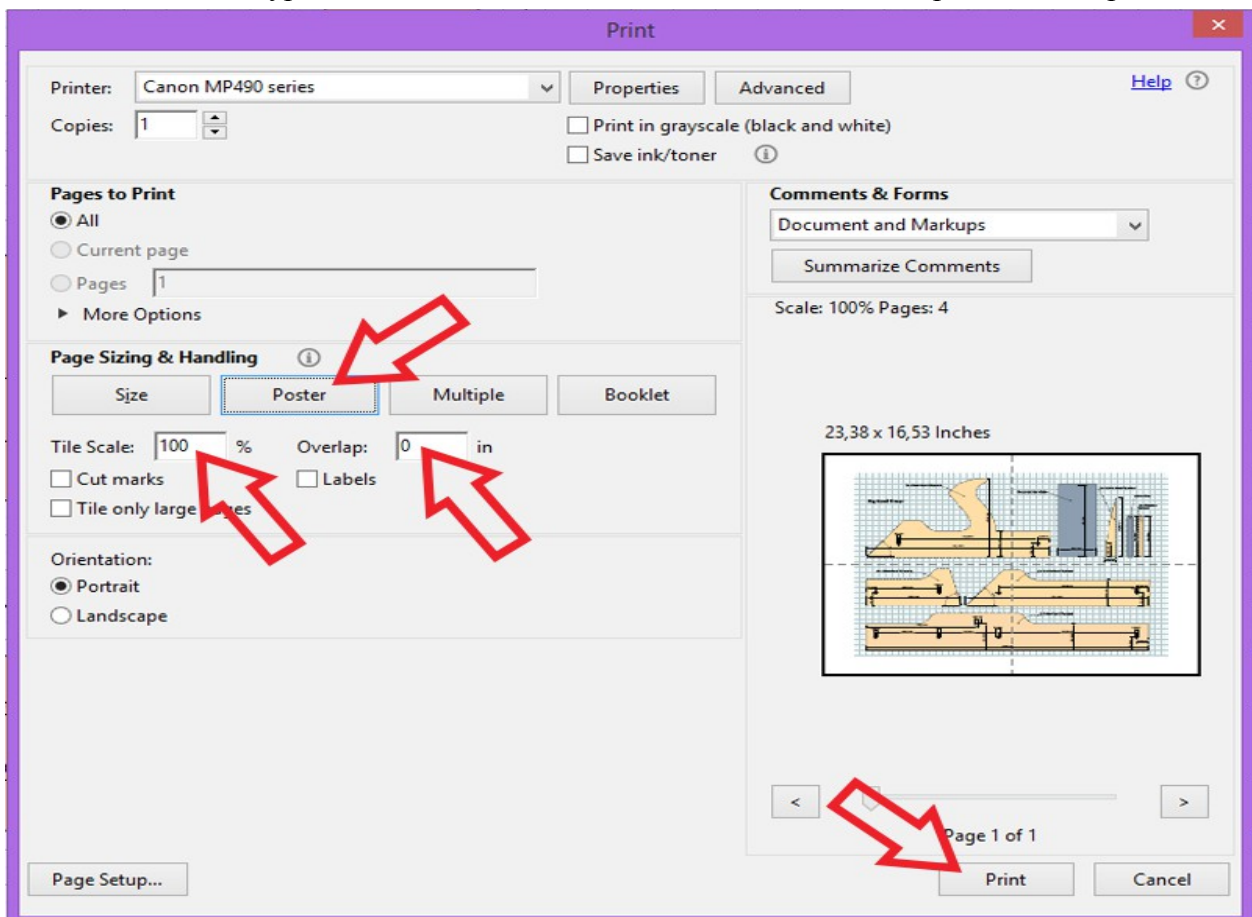 Print
Printer: Canon MP490 series Properties Advanced Help
Copies: 1 Print in grayscale (black and white)
Save ink/toner
Pages to Print
All
Current page
Pages 1
More Options
Comments & Forms
Document and Markups
Summarize Comments
Scale: 100% Pages: 4
Page Sizing & Handling
Size Poster Multiple Booklet
Tile Scale: 100 % Overlap: 0 in
Cut marks Labels
Tile only large
Orientation:
Portrait
Landscape
23,38 x 16,53 Inches
< >
Page 1 of 1
Page Setup... Print Cancel